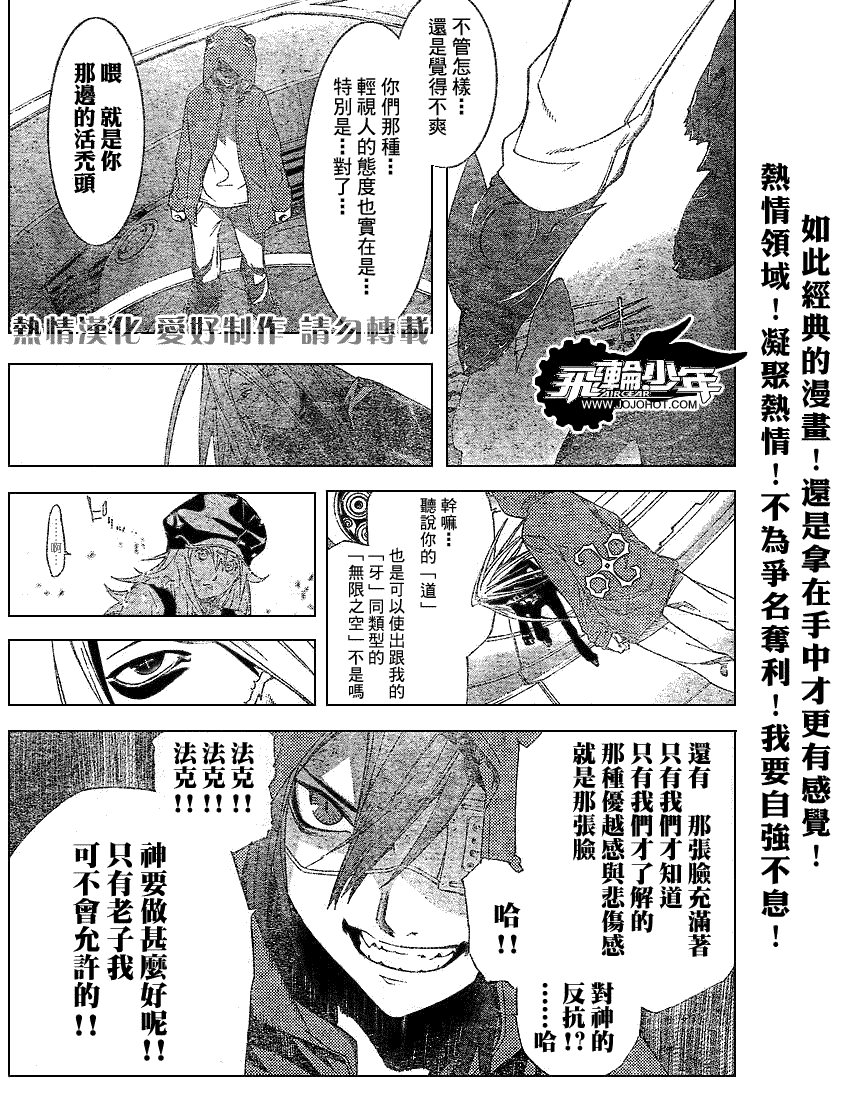 如此經典的漫畫！還是拿在手中才更有感覺！
熱情領域！凝聚熱情！不為爭名奪利！我要自強不息！
不管怎樣…
還是覺得不爽
你們那種…
輕視人的態度也實在是…
特別是…對了…
喂　就是你
那邊的活禿頭
熱情漢化 愛好制作 請勿轉載
飛輪少年
AIRGEAR
WWW.JOJOHOT.COM
幹嘛…
聽說你的「道」
也是可以使出跟我的
「牙」同類型的
「無限之空」不是嗎
…啊…
還有　那張臉充滿著
只有我們才知道
只有我們才了解的
那種優越感與悲傷感
就是那張臉
哈!!
對神的
反抗!?
……哈
法克!!
法克!!
法克!!
神要做甚麼好呢!!
只有老子我
可不會允許的!!